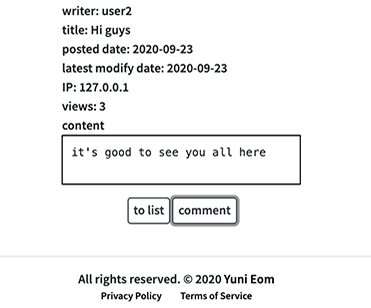 writer: user2
title: Hi guys
posted date: 2020-09-23
latest modify date: 2020-09-23
IP: 127.0.0.1
views: 3
content
it's good to see you all here
to list comment
All rights reserved. © 2020 Yuni Eom
Privacy Policy Terms of Service